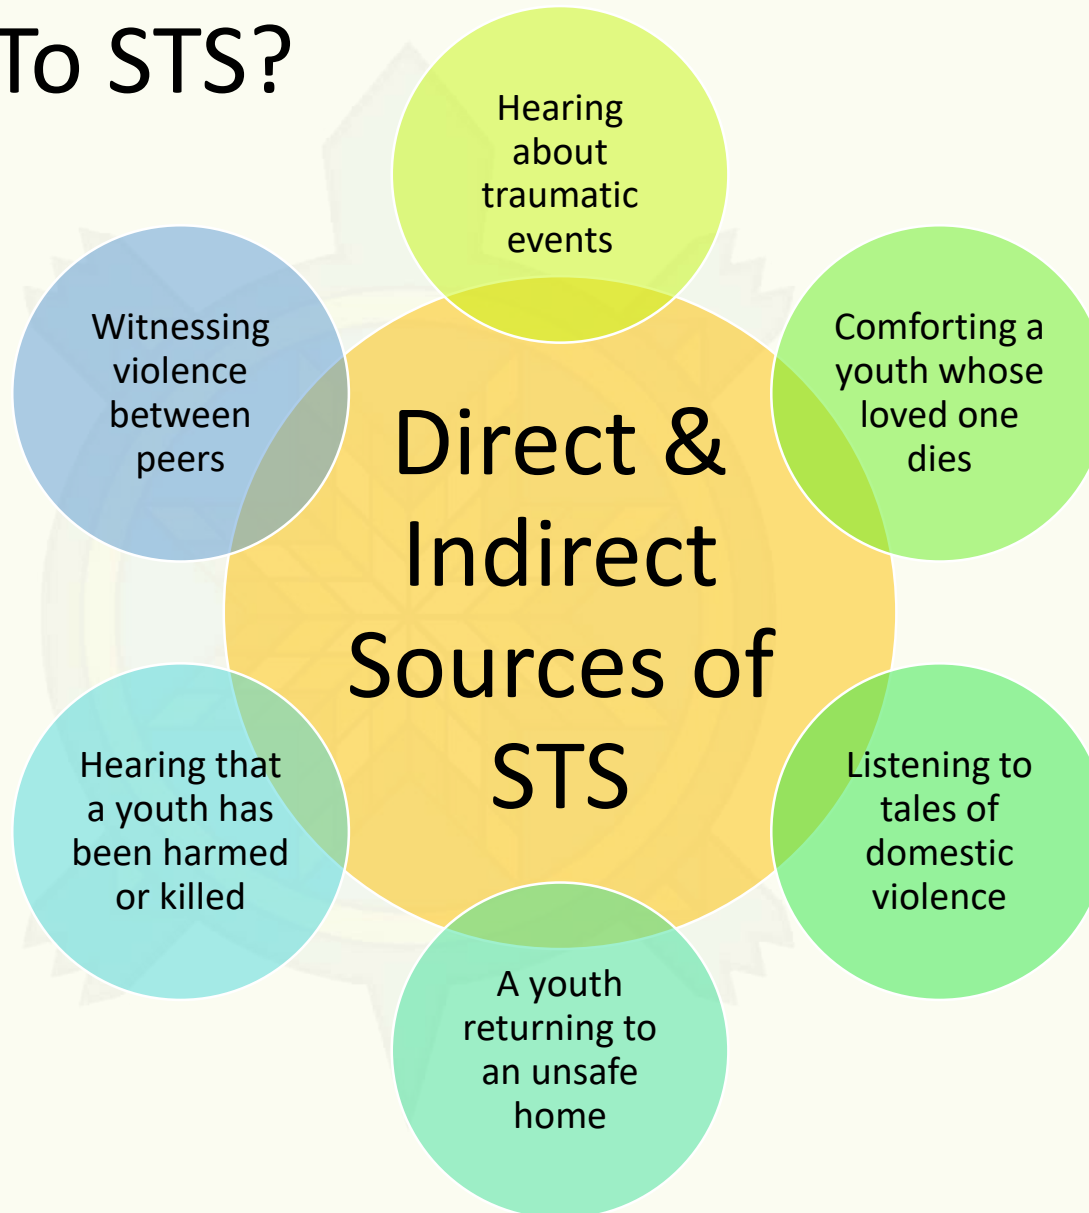 To STS?
Hearing
about
traumatic
events
Comforting a
youth whose
loved one
dies
Listening to
tales of
domestic
violence
A youth
returning to
an unsafe
home
Hearing that
a youth has
been harmed
or killed
Witnessing
violence
between
peers
Direct &
Indirect
Sources of
STS